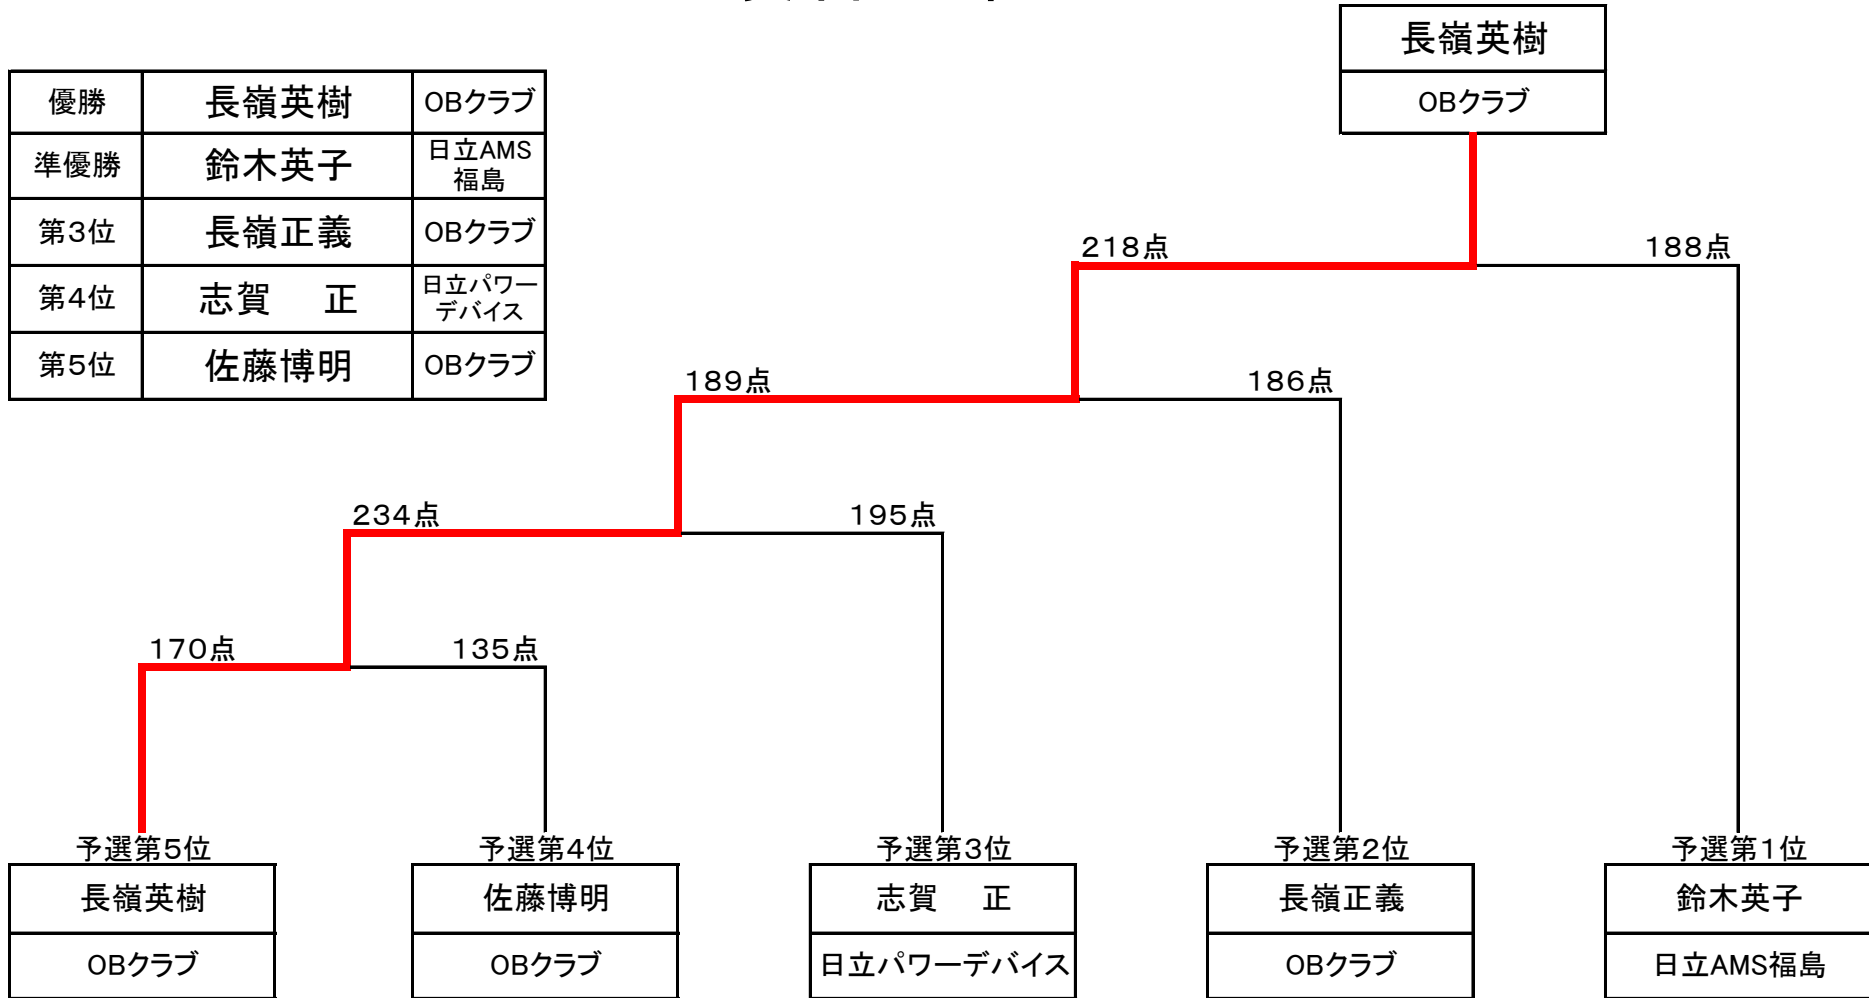 長嶺英樹
OBクラブ
優勝 長嶺英樹 OBクラブ
準優勝 鈴木英子 日立AMS
福島
第3位 長嶺正義 OBクラブ
第4位 志賀　正 日立パワー
デバイス
第5位 佐藤博明 OBクラブ
218点 188点
189点 186点
234点 195点
170点 135点
予選第5位 予選第4位 予選第3位 予選第2位 予選第1位
長嶺英樹 佐藤博明 志賀　正 長嶺正義 鈴木英子
OBクラブ OBクラブ 日立パワーデバイス OBクラブ 日立AMS福島